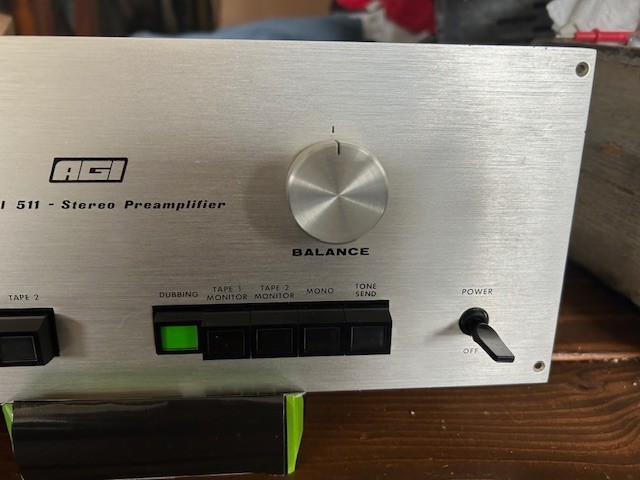 AGI
l 511 - Stereo Preamplifier
BALANCE
TAPE 2
DUBBING
TAPE 1
MONITOR
TAPE 2
MONITOR
MONO
TONE
SEND
POWER
OFF